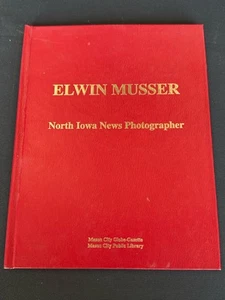 ELWIN MUSSER
North Iowa News Photographer
Mason City Globe-Gazette
Mason City Public Library